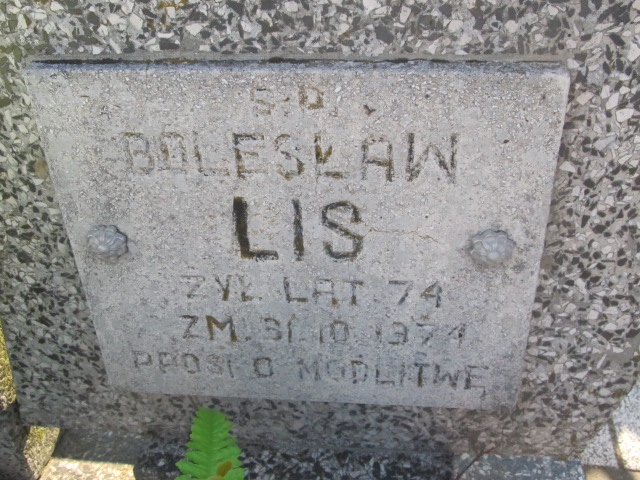 Ś.P.
BOLESŁAW
LIS
ŻYŁ LAT 74
ZM. 31.10.1974
PROSI O MODLITWĘ